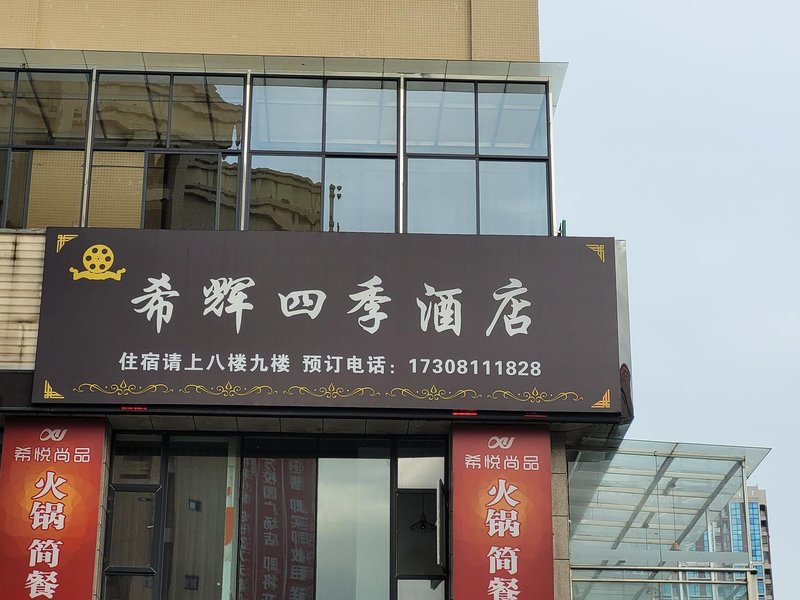 希辉四季酒店
住宿请上八楼九楼 预订电话：17308111828
希悦尚品
火锅 简餐
希悦尚品
火锅 简餐